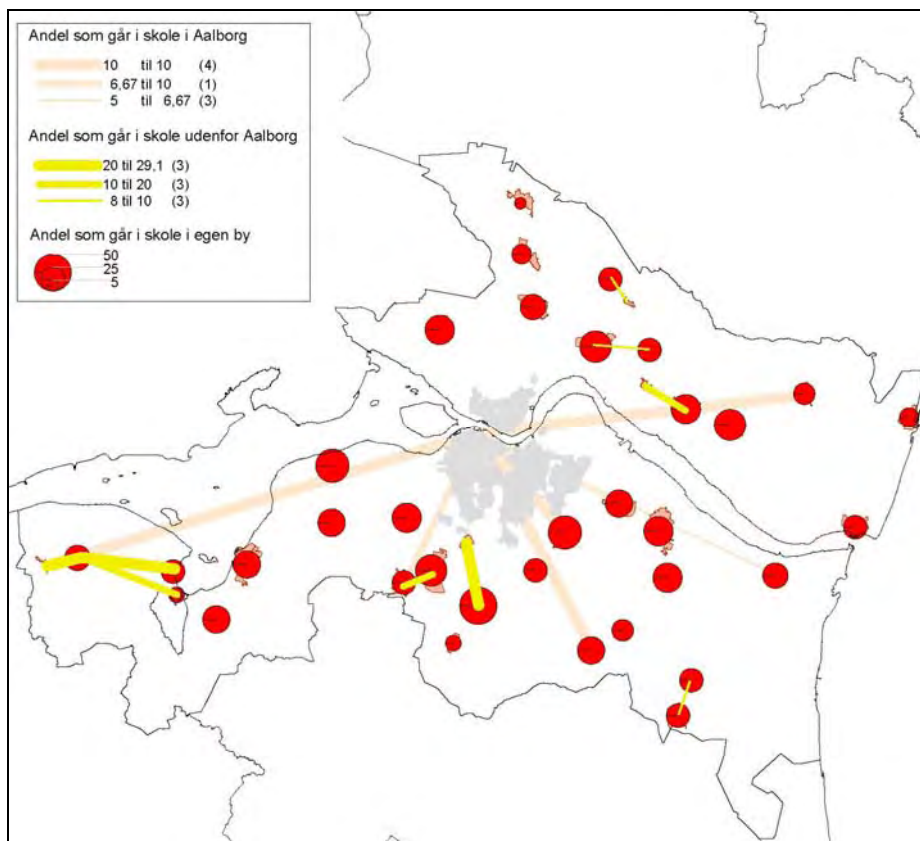 Andel som går i skole i Aalborg
10 til 10 (4)
6,67 til 10 (1)
5 til 6,67 (3)
Andel som går i skole udenfor Aalborg
20 til 29,1 (3)
10 til 20 (3)
8 til 10 (3)
Andel som går i skole i egen by
50
25
5